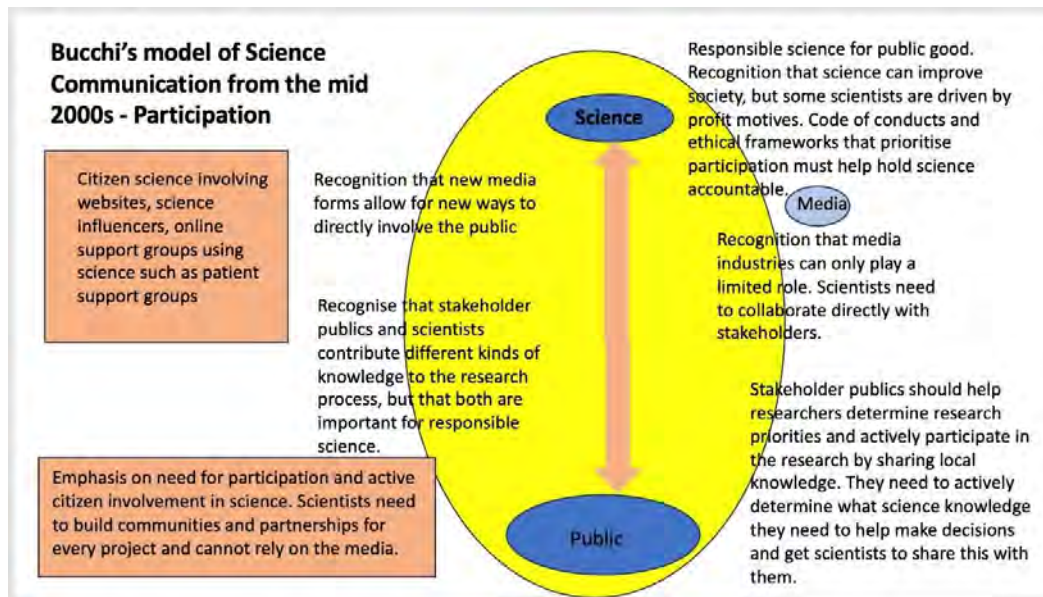 Bucchi's model of Science
Communication from the mid
2000s - Participation
Citizen science involving
websites, science
influencers, online
support groups using
science such as patient
support groups
Recognition that new media
forms allow for new ways to
directly involve the public
Recognise that stakeholder
publics and scientists
contribute different kinds of
knowledge to the research
process, but that both are
important for responsible
science.
Emphasis on need for participation and active
citizen involvement in science. Scientists need
to build communities and partnerships for
every project and cannot rely on the media.
Science
Public
Responsible science for public good.
Recognition that science can improve
society, but some scientists are driven by
profit motives. Code of conducts and
ethical frameworks that prioritise
participation must help hold science
accountable.
Media
Recognition that media
industries can only play a
limited role. Scientists need
to collaborate directly with
stakeholders.
Stakeholder publics should help
researchers determine research
priorities and actively participate in
the research by sharing local
knowledge. They need to actively
determine what science knowledge
they need to help make decisions
and get scientists to share this with
them.